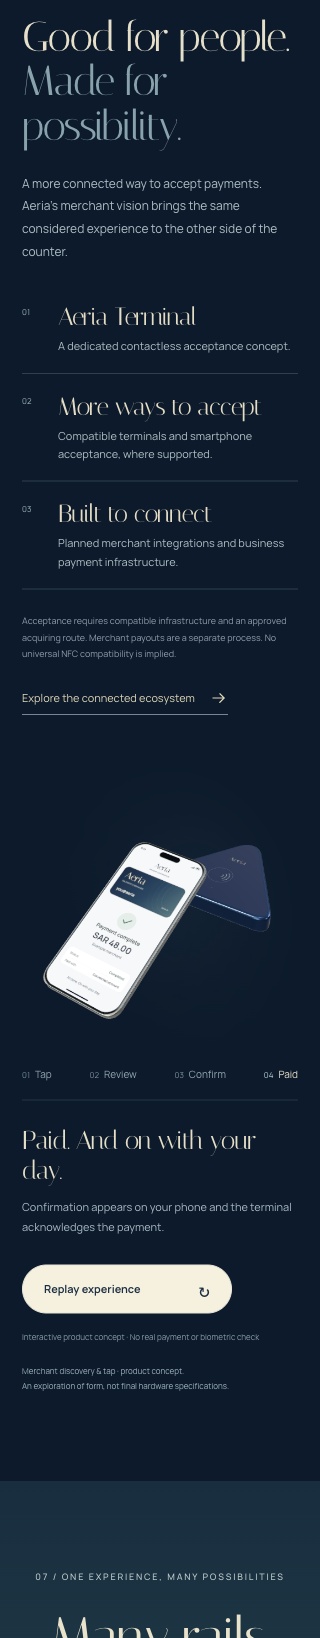 Good for people.
Made for
possibility.
A more connected way to accept payments.
Aeria's merchant vision brings the same
considered experience to the other side of the
counter.
01 Aeria Terminal
A dedicated contactless acceptance concept.
02 More ways to accept
Compatible terminals and smartphone
acceptance, where supported.
03 Built to connect
Planned merchant integrations and business
payment infrastructure.
Acceptance requires compatible infrastructure and an approved
acquiring route. Merchant payouts are a separate process. No
universal NFC compatibility is implied.
Explore the connected ecosystem →
Aeria
Aeria
Aeria
Payment complete
SAR 48.00
01 Tap 02 Review 03 Confirm 04 Paid
Paid. And on with your
day.
Confirmation appears on your phone and the terminal
acknowledges the payment.
Replay experience ↻
Interactive product concept · No real payment or biometric check
Merchant discovery & tap · product concept.
An exploration of form, not final hardware specifications.
07 / ONE EXPERIENCE, MANY POSSIBILITIES
Many rails